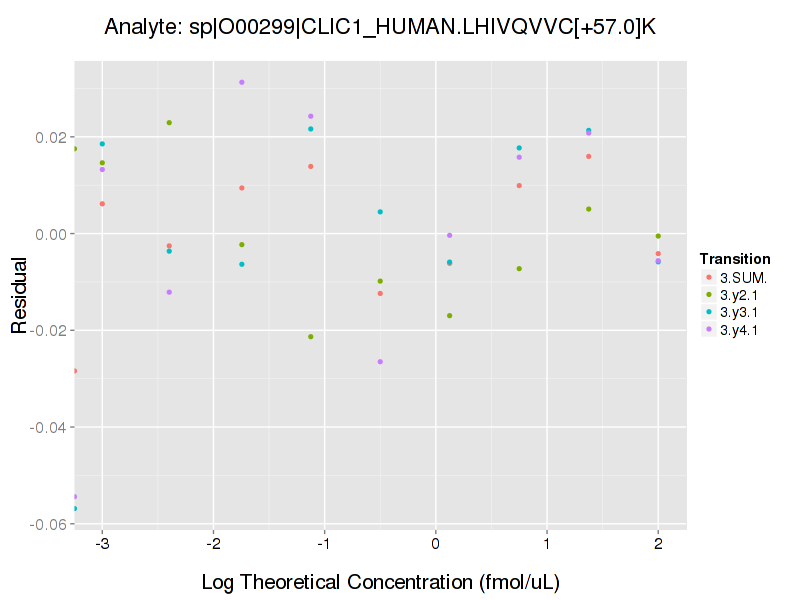 Analyte: sp|O00299|CLIC1_HUMAN.LHIVQVVC[+57.0]K
0.02
0.00
-0.02
-0.04
-0.06
Residual
-3 -2 -1 0 1 2
Log Theoretical Concentration (fmol/uL)
Transition
3.SUM.
3.y2.1
3.y3.1
3.y4.1